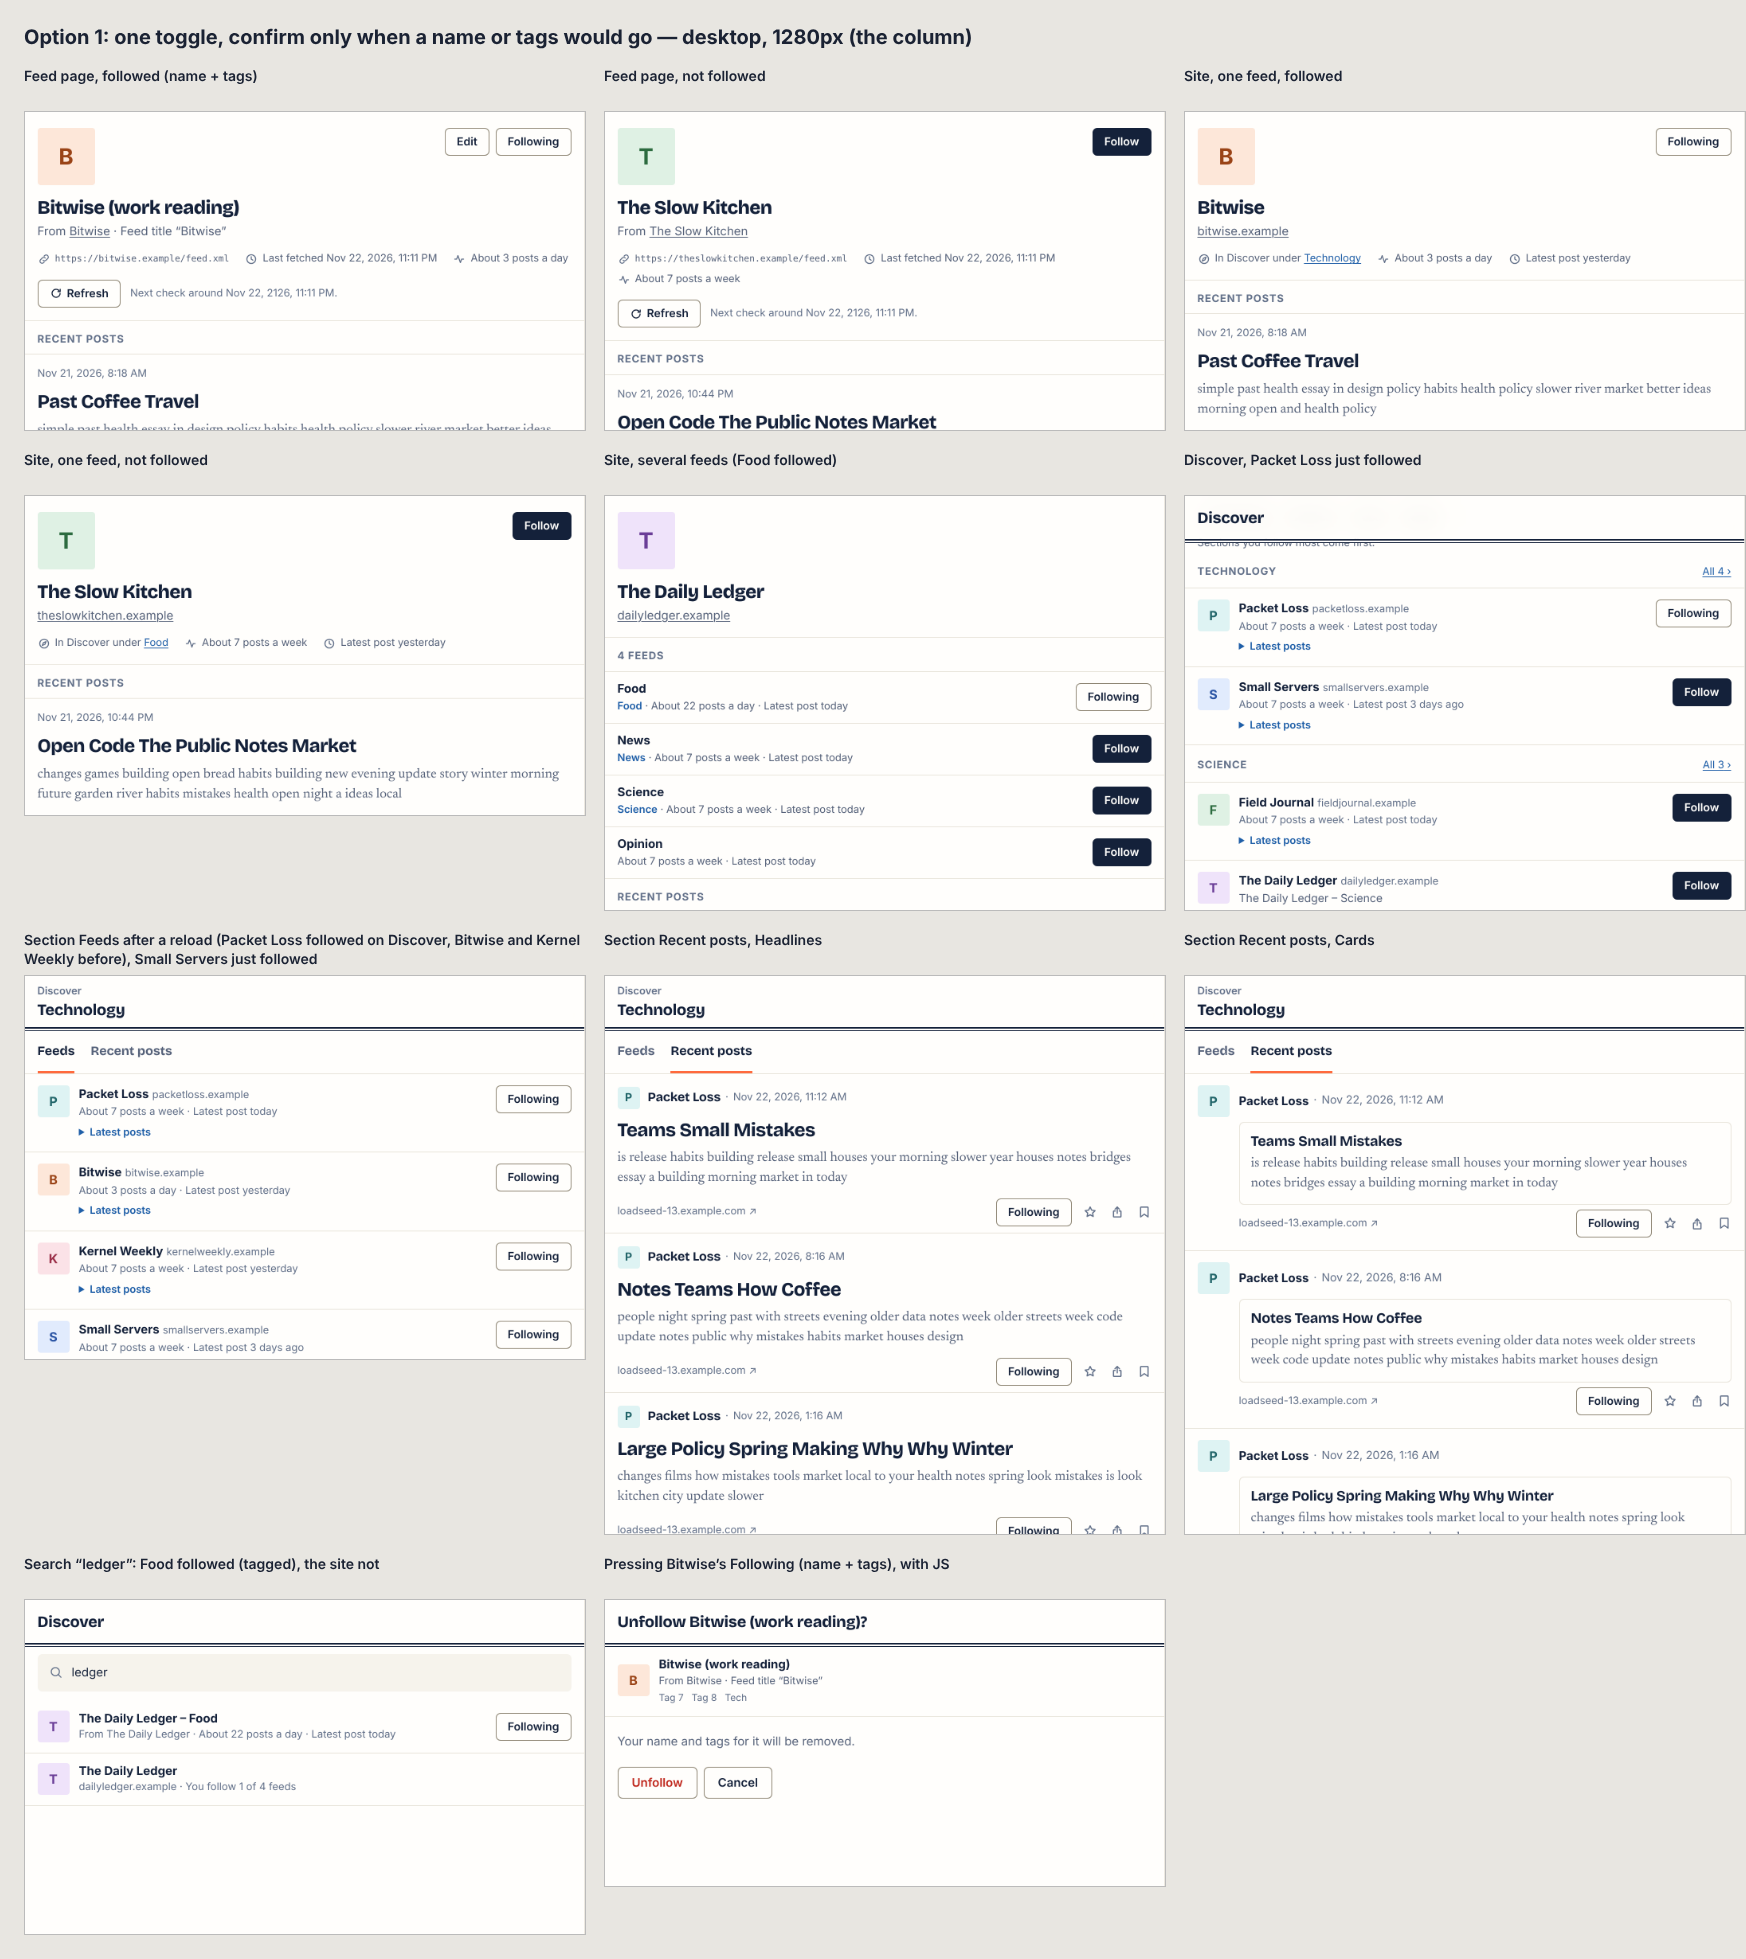 Option 1: one toggle, confirm only when a name or tags would go — desktop, 1280px (the column)
Feed page, followed (name + tags)
B
Edit
Following
Bitwise (work reading)
From Bitwise · Feed title “Bitwise”
https://bitwise.example/feed.xml
Last fetched Nov 22, 2026, 11:11 PM
About 3 posts a day
Refresh
Next check around Nov 22, 2126, 11:11 PM.
RECENT POSTS
Nov 21, 2026, 8:18 AM
Past Coffee Travel
simple past health essay in design policy habits health policy slower river market better ideas
Feed page, not followed
T
Follow
The Slow Kitchen
From The Slow Kitchen
https://theslowkitchen.example/feed.xml
Last fetched Nov 22, 2026, 11:11 PM
About 7 posts a week
Refresh
Next check around Nov 22, 2126, 11:11 PM.
RECENT POSTS
Nov 21, 2026, 10:44 PM
Open Code The Public Notes Market
Site, one feed, followed
B
Following
Bitwise
bitwise.example
In Discover under Technology
About 3 posts a day
Latest post yesterday
RECENT POSTS
Nov 21, 2026, 8:18 AM
Past Coffee Travel
simple past health essay in design policy habits health policy slower river market better ideas
morning open and health policy
Site, one feed, not followed
T
Follow
The Slow Kitchen
theslowkitchen.example
In Discover under Food
About 7 posts a week
Latest post yesterday
RECENT POSTS
Nov 21, 2026, 10:44 PM
Open Code The Public Notes Market
changes games building open bread habits building new evening update story winter morning
future garden river habits mistakes health open night a ideas local
Site, several feeds (Food followed)
T
The Daily Ledger
dailyledger.example
4 FEEDS
Food
Food · About 22 posts a day · Latest post today
Following
News
News · About 7 posts a week · Latest post today
Follow
Science
Science · About 7 posts a week · Latest post today
Follow
Opinion
About 7 posts a week · Latest post today
Follow
RECENT POSTS
Discover, Packet Loss just followed
Discover
Sections you follow most come first.
TECHNOLOGY
All 4 ›
P
Packet Loss packetloss.example
About 7 posts a week · Latest post today
Latest posts
Following
S
Small Servers smallservers.example
About 7 posts a week · Latest post 3 days ago
Latest posts
Follow
SCIENCE
All 3 ›
F
Field Journal fieldjournal.example
About 7 posts a week · Latest post today
Latest posts
Follow
T
The Daily Ledger dailyledger.example
The Daily Ledger – Science
Follow
Section Feeds after a reload (Packet Loss followed on Discover, Bitwise and Kernel
Weekly before), Small Servers just followed
Discover
Technology
Feeds
Recent posts
P
Packet Loss packetloss.example
About 7 posts a week · Latest post today
Latest posts
Following
B
Bitwise bitwise.example
About 3 posts a day · Latest post yesterday
Latest posts
Following
K
Kernel Weekly kernelweekly.example
About 7 posts a week · Latest post yesterday
Latest posts
Following
S
Small Servers smallservers.example
About 7 posts a week · Latest post 3 days ago
Following
Section Recent posts, Headlines
Discover
Technology
Feeds
Recent posts
P
Packet Loss · Nov 22, 2026, 11:12 AM
Teams Small Mistakes
is release habits building release small houses your morning slower year houses notes bridges
essay a building morning market in today
loadseed-13.example.com ↗
Following
P
Packet Loss · Nov 22, 2026, 8:16 AM
Notes Teams How Coffee
people night spring past with streets evening older data notes week older streets week code
update notes public why mistakes habits market houses design
loadseed-13.example.com ↗
Following
P
Packet Loss · Nov 22, 2026, 1:16 AM
Large Policy Spring Making Why Why Winter
changes films how mistakes tools market local to your health notes spring look mistakes is look
kitchen city update slower
loadseed-13.example.com ↗
Following
Section Recent posts, Cards
Discover
Technology
Feeds
Recent posts
P
Packet Loss · Nov 22, 2026, 11:12 AM
Teams Small Mistakes
is release habits building release small houses your morning slower year houses
notes bridges essay a building morning market in today
loadseed-13.example.com ↗
Following
P
Packet Loss · Nov 22, 2026, 8:16 AM
Notes Teams How Coffee
people night spring past with streets evening older data notes week older streets
week code update notes public why mistakes habits market houses design
loadseed-13.example.com ↗
Following
P
Packet Loss · Nov 22, 2026, 1:16 AM
Large Policy Spring Making Why Why Winter
changes films how mistakes tools market local to your health notes spring look
Search “ledger”: Food followed (tagged), the site not
Discover
ledger
T
The Daily Ledger – Food
From The Daily Ledger · About 22 posts a day · Latest post today
Following
T
The Daily Ledger
dailyledger.example · You follow 1 of 4 feeds
Pressing Bitwise’s Following (name + tags), with JS
Unfollow Bitwise (work reading)?
B
Bitwise (work reading)
From Bitwise · Feed title “Bitwise”
Tag 7 Tag 8 Tech
Your name and tags for it will be removed.
Unfollow
Cancel